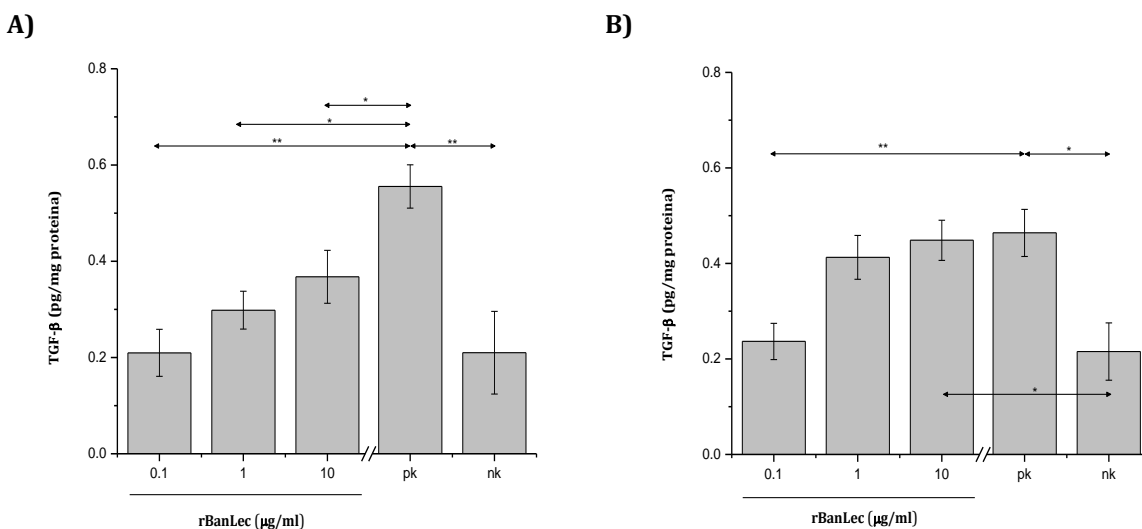 A)
0.8
0.6
0.4
0.2
0.0
TGF-β (pg/mg proteina)
*
*
**
**
0.1
1
10
pk
nk
rBanLec (μg/ml)
B)
0.8
0.6
0.4
0.2
0.0
TGF-β (pg/mg proteina)
**
*
*
0.1
1
10
pk
nk
rBanLec (μg/ml)